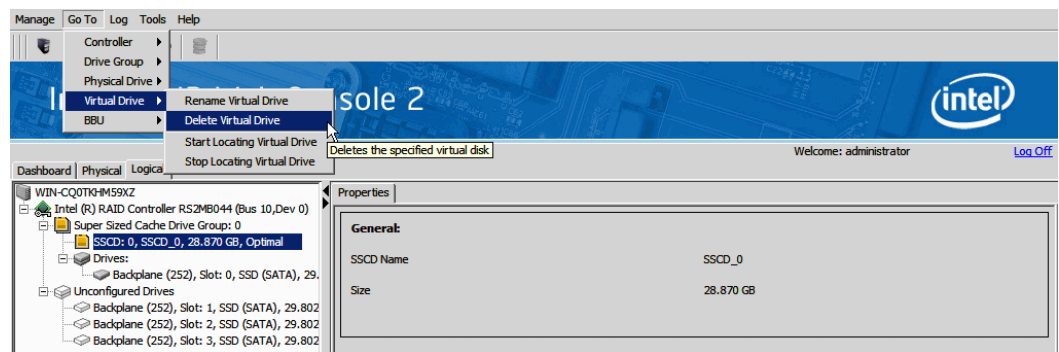 Manage Go To Log Tools Help
Controller
Drive Group
Physical Drive
Virtual Drive
BBU
Rename Virtual Drive
Delete Virtual Drive
Start Locating Virtual Drive
Stop Locating Virtual Drive
Deletes the specified virtual disk
sole 2
intel
Welcome: administrator
Log Off
Dashboard Physical Logica
WIN-CQ0TKHM59XZ
Intel (R) RAID Controller RS2MB044 (Bus 10,Dev 0)
Super Sized Cache Drive Group: 0
SSCD: 0, SSCD_0, 28.870 GB, Optimal
Drives:
Backplane (252), Slot: 0, SSD (SATA), 29.
Unconfigured Drives
Backplane (252), Slot: 1, SSD (SATA), 29.802
Backplane (252), Slot: 2, SSD (SATA), 29.802
Backplane (252), Slot: 3, SSD (SATA), 29.802
Properties
General:
SSCD Name SSCD_0
Size 28.870 GB